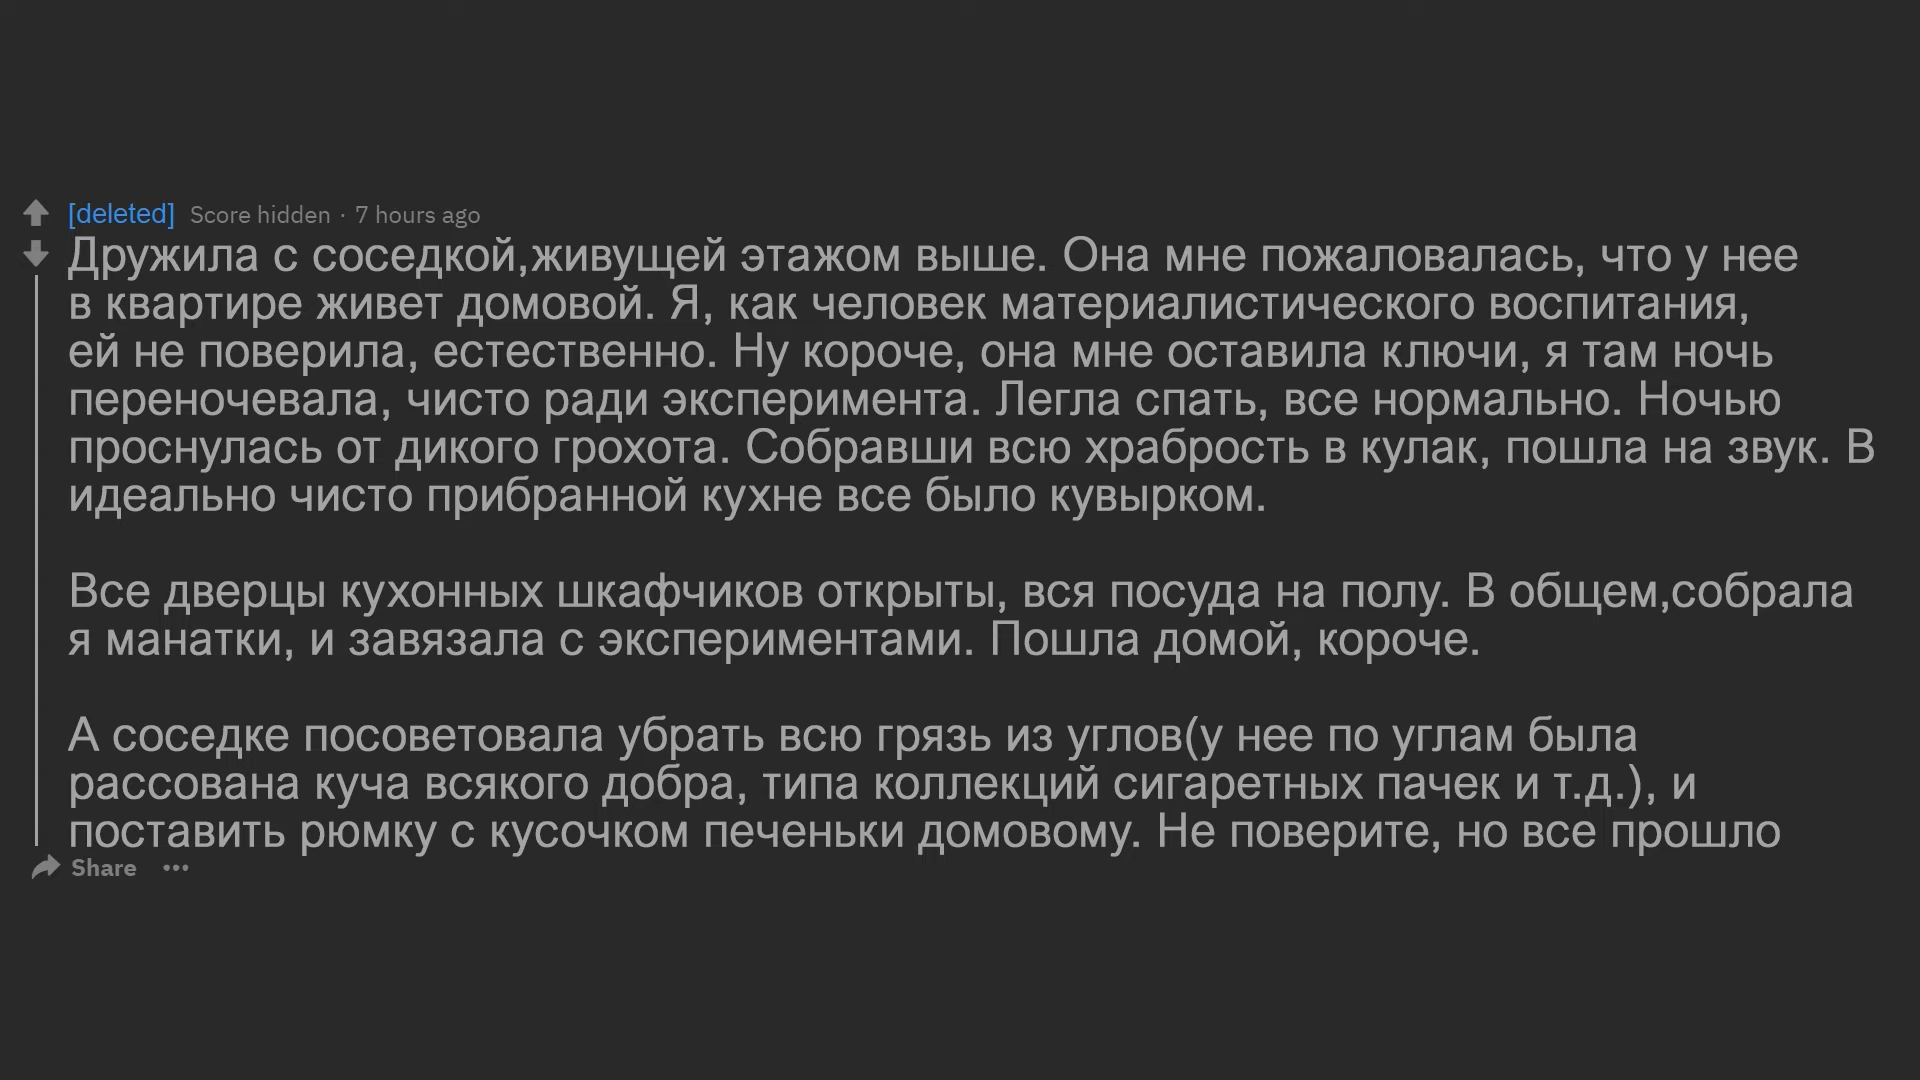 [deleted] Score hidden · 7 hours ago
Дружила с соседкой,живущей этажом выше. Она мне пожаловалась, что у нее
в квартире живет домовой. Я, как человек материалистического воспитания,
ей не поверила, естественно. Ну короче, она мне оставила ключи, я там ночь
переночевала, чисто ради эксперимента. Легла спать, все нормально. Ночью
проснулась от дикого грохота. Собравши всю храбрость в кулак, пошла на звук. В
идеально чисто прибранной кухне все было кувырком.
Все дверцы кухонных шкафчиков открыты, вся посуда на полу. В общем,собрала
я манатки, и завязала с экспериментами. Пошла домой, короче.
А соседке посоветовала убрать всю грязь из углов(у нее по углам была
рассована куча всякого добра, типа коллекций сигаретных пачек и т.д.), и
поставить рюмку с кусочком печеньки домовому. Не поверите, но все прошло
Share ...